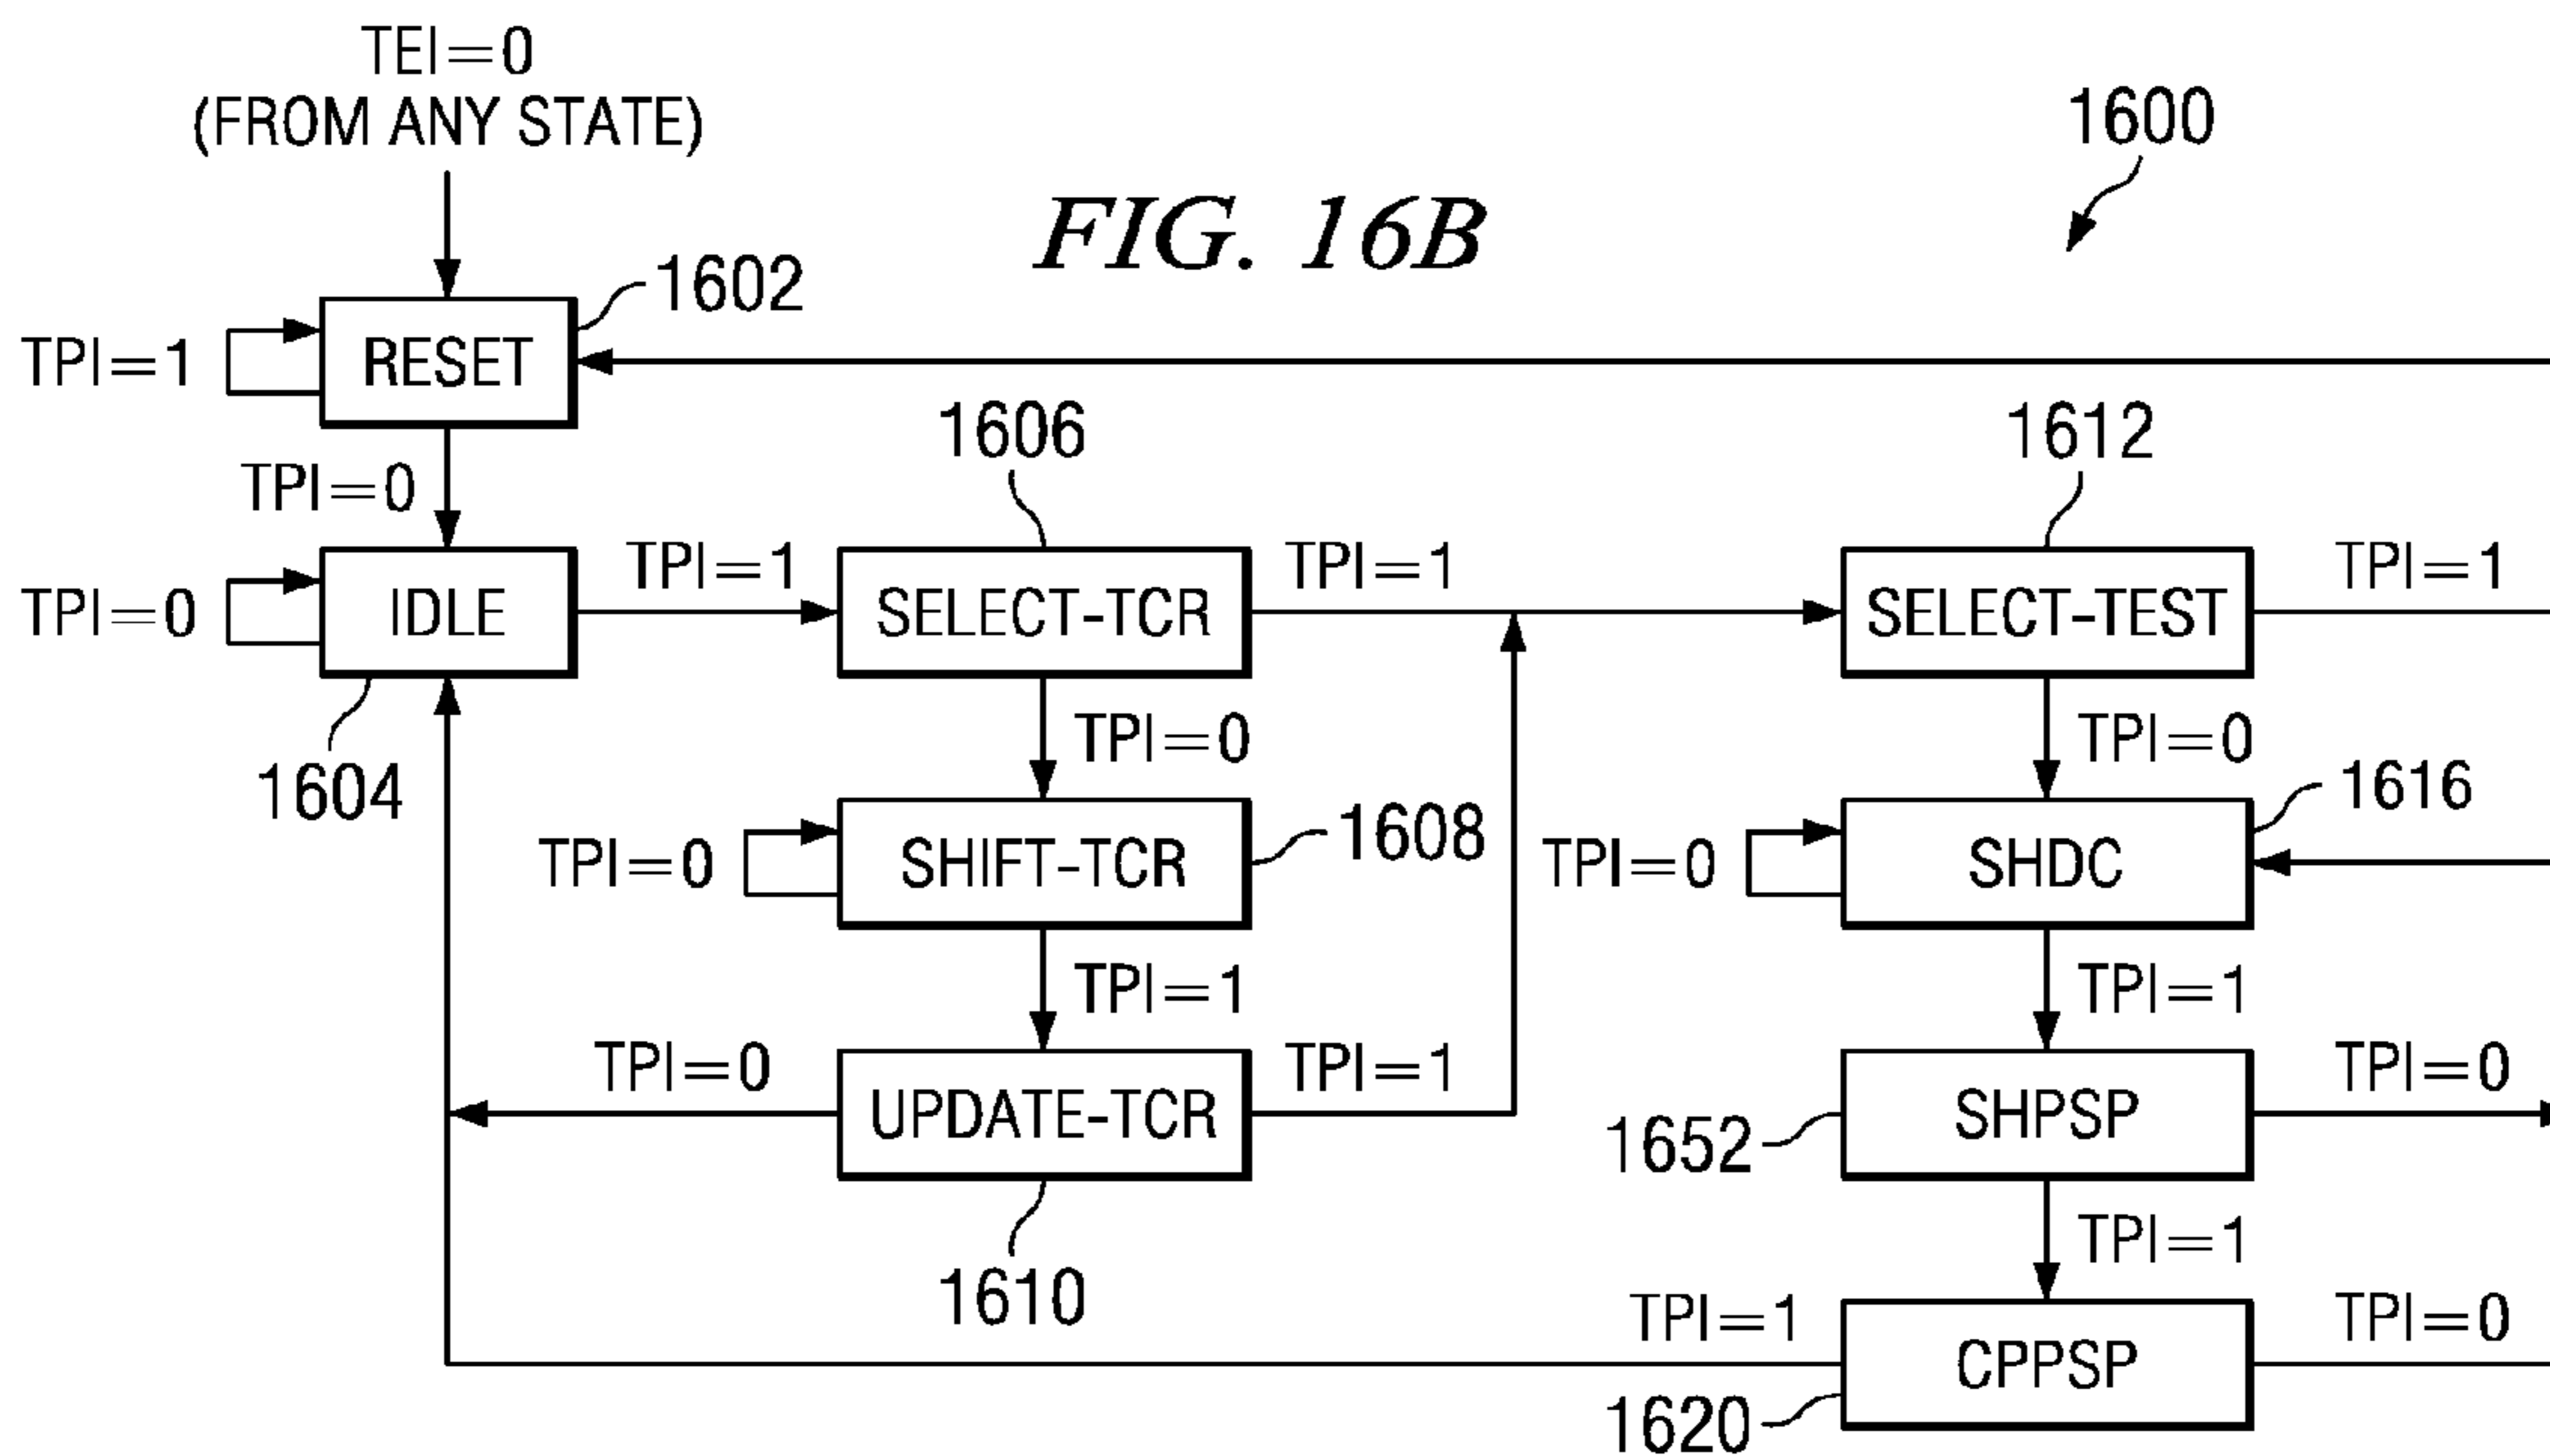 TEI=0
(FROM ANY STATE)
1600
FIG. 16B
1602
TPI=1
RESET
1606
1612
TPI=0
TPI=1
TPI=1
TPI=1
TPI=0
IDLE
SELECT-TCR
SELECT-TEST
TPI=0
TPI=0
1604
1616
1608
TPI=0
SHIFT-TCR
TPI=0
SHDC
TPI=1
TPI=1
TPI=0
TPI=1
TPI=0
UPDATE-TCR
SHPSP
1652
TPI=1
1610
TPI=1
TPI=0
CPPSP
1620